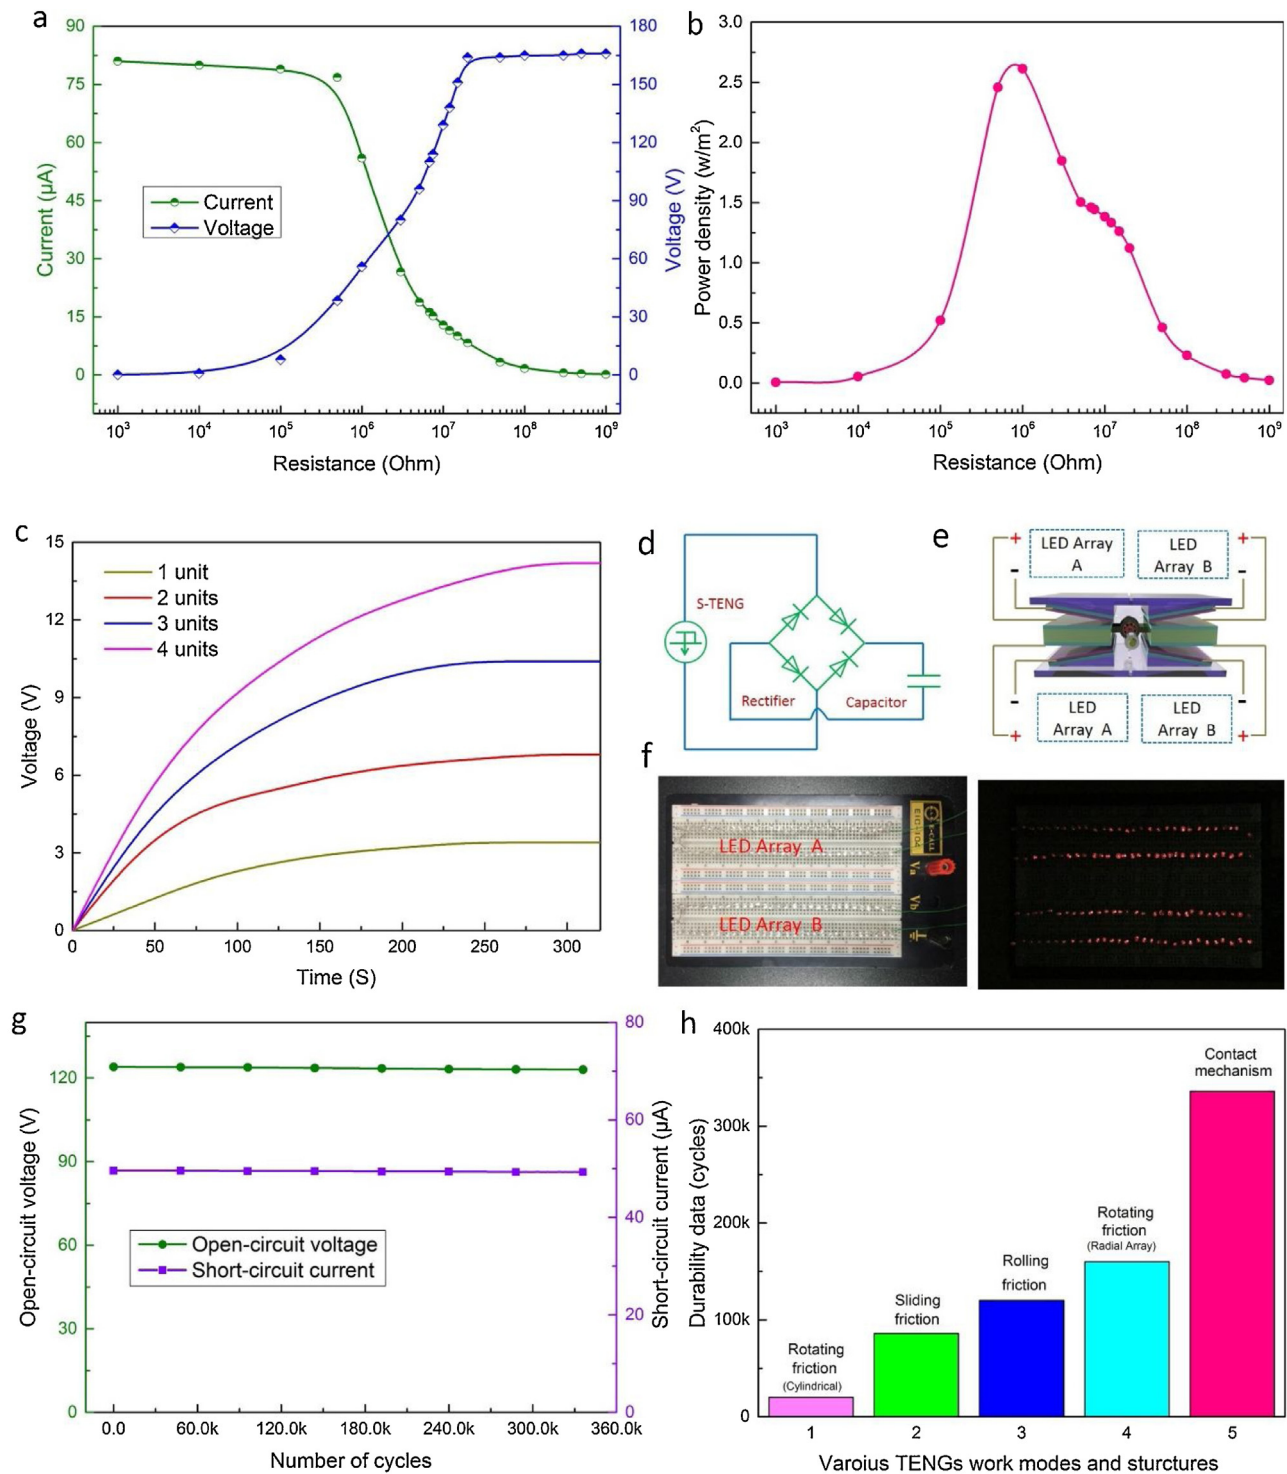 a
90
75
60
45
30
15
0
Current (μA)
Current
Voltage
180
150
120
90
60
30
0
Voltage (V)
10³
10⁴
10⁵
10⁶
10⁷
10⁸
10⁹
Resistance (Ohm)
b
3.0
2.5
2.0
1.5
1.0
0.5
0.0
Power density (w/m²)
10³
10⁴
10⁵
10⁶
10⁷
10⁸
10⁹
Resistance (Ohm)
c
15
12
9
6
3
0
Voltage (V)
1 unit
2 units
3 units
4 units
0
50
100
150
200
250
300
Time (S)
d
S-TENG
Rectifier
Capacitor
e
+
-
LED Array
A
LED
Array B
+
-
-
+
LED
Array A
LED
Array B
-
+
f
LED Array A
LED Array B
EIC-104
Va
Vb
g
120
90
60
30
0
Open-circuit voltage (V)
Open-circuit voltage
Short-circuit current
80
60
40
20
0
Short-circuit current (μA)
0.0
60.0k
120.0k
180.0k
240.0k
300.0k
360.0k
Number of cycles
h
400k
300k
200k
100k
0
Durability data (cycles)
Rotating
friction
(Cylindrical)
Sliding
friction
Rolling
friction
Rotating
friction
(Radial Array)
Contact
mechanism
1
2
3
4
5
Varoius TENGs work modes and sturctures